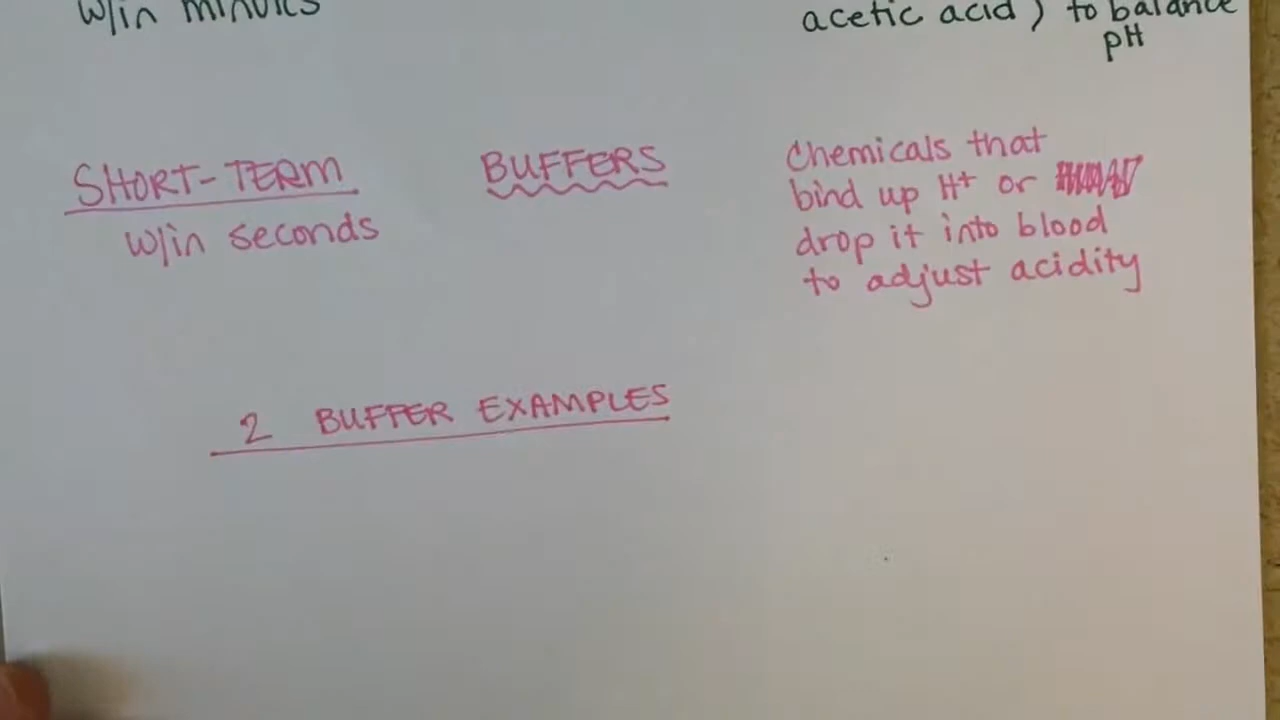 w/in minutes
acetic acid) to balance
pH
SHORT-TERM
w/in seconds
BUFFERS
Chemicals that
bind up H+ or
drop it into blood
to adjust acidity
2 BUFFER EXAMPLES